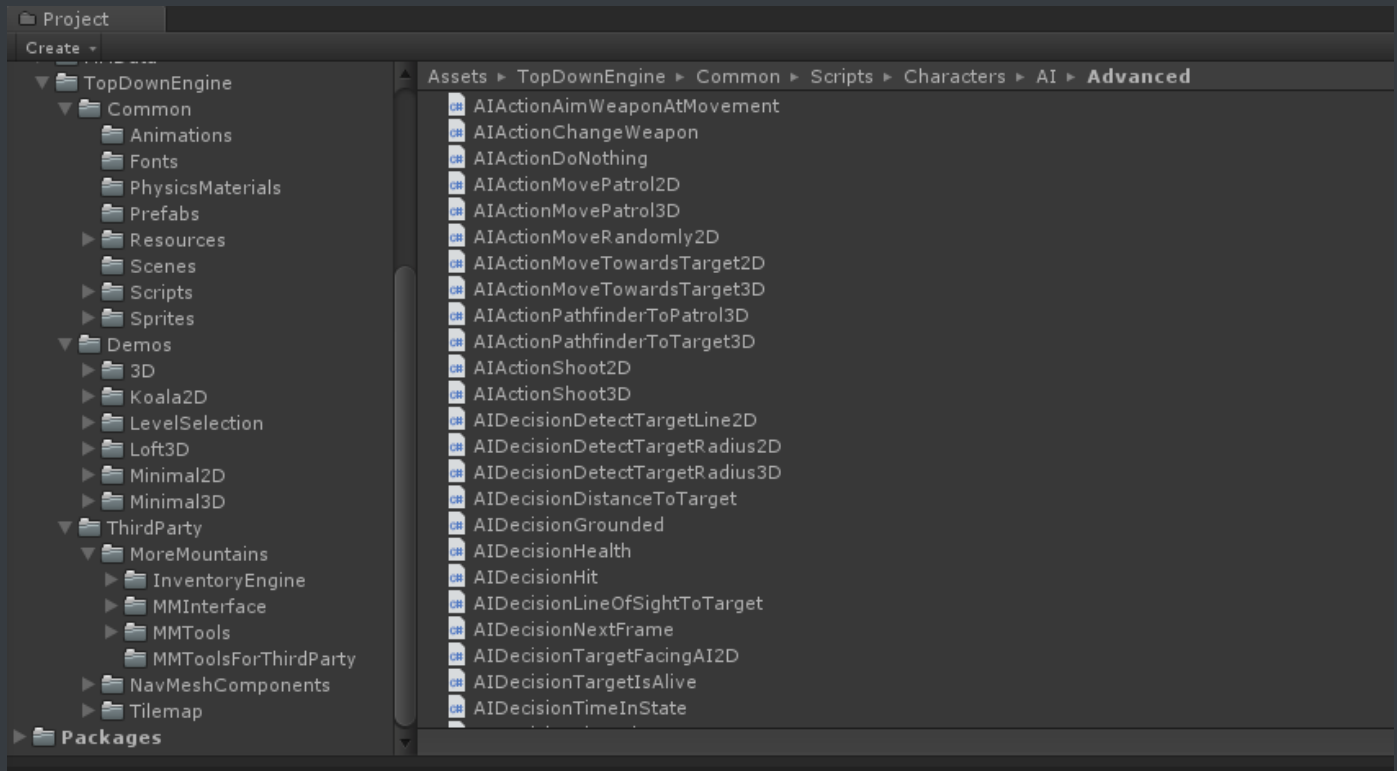 Project
Create
TopDownEngine
Common
Animations
Fonts
PhysicsMaterials
Prefabs
Resources
Scenes
Scripts
Sprites
Demos
3D
Koala2D
LevelSelection
Loft3D
Minimal2D
Minimal3D
ThirdParty
MoreMountains
InventoryEngine
MMInterface
MMTools
MMToolsForThirdParty
NavMeshComponents
Tilemap
Packages
Assets ▸ TopDownEngine ▸ Common ▸ Scripts ▸ Characters ▸ AI ▸ Advanced
AIActionAimWeaponAtMovement
AIActionChangeWeapon
AIActionDoNothing
AIActionMovePatrol2D
AIActionMovePatrol3D
AIActionMoveRandomly2D
AIActionMoveTowardsTarget2D
AIActionMoveTowardsTarget3D
AIActionPathfinderToPatrol3D
AIActionPathfinderToTarget3D
AIActionShoot2D
AIActionShoot3D
AIDecisionDetectTargetLine2D
AIDecisionDetectTargetRadius2D
AIDecisionDetectTargetRadius3D
AIDecisionDistanceToTarget
AIDecisionGrounded
AIDecisionHealth
AIDecisionHit
AIDecisionLineOfSightToTarget
AIDecisionNextFrame
AIDecisionTargetFacingAI2D
AIDecisionTargetIsAlive
AIDecisionTimeInState